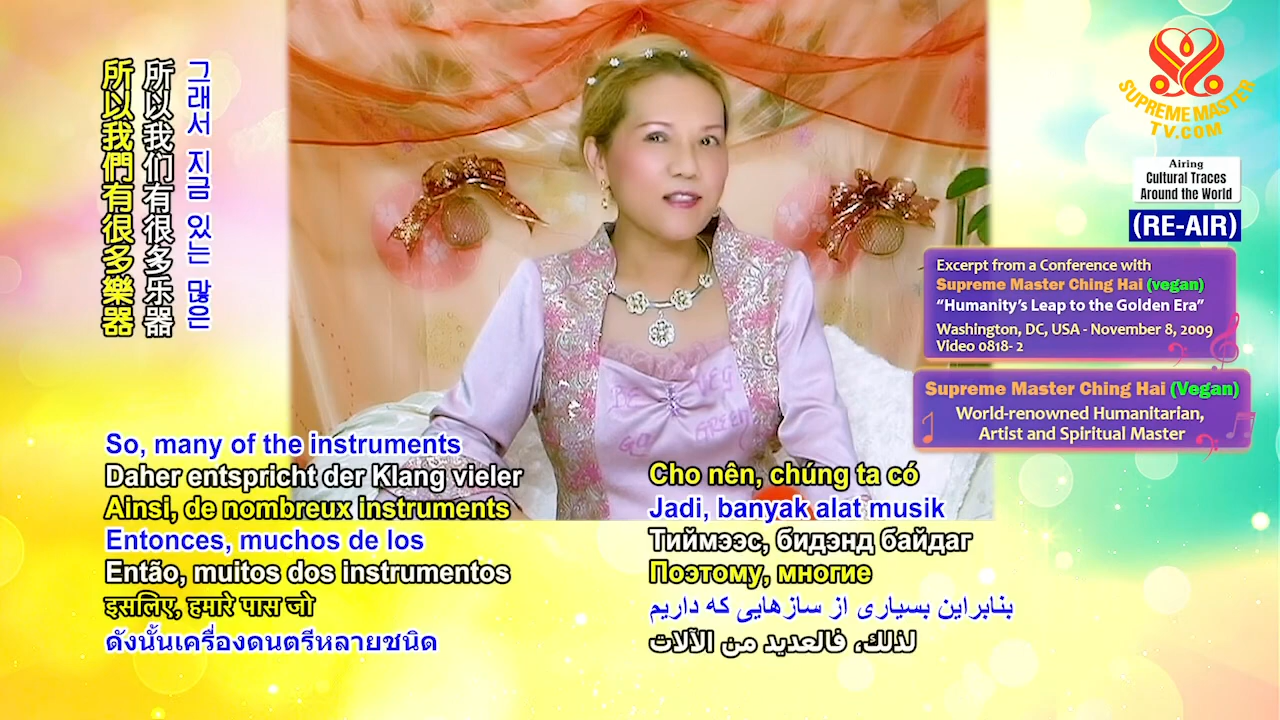 所以我們有很多樂器
所以我们有很多乐器
그래서 지금 있는 많은
SUPREME MASTER
TV.COM
Airing
Cultural Traces
Around the World
(RE-AIR)
Excerpt from a Conference with
Supreme Master Ching Hai (vegan)
“Humanity’s Leap to the Golden Era”
Washington, DC, USA - November 8, 2009
Video 0818- 2
Supreme Master Ching Hai (Vegan)
World-renowned Humanitarian,
Artist and Spiritual Master
BE VEG
GO GREEN
So, many of the instruments
Daher entspricht der Klang vieler
Ainsi, de nombreux instruments
Entonces, muchos de los
Então, muitos dos instrumentos
इसलिए, हमारे पास जो
ดังนั้นเครื่องดนตรีหลายชนิด
Cho nên, chúng ta có
Jadi, banyak alat musik
Тиймээс, бидэнд байдаг
Поэтому, многие
بنابراین بسیاری از سازهایی که داریم
لذلك، فالعديد من الآلات